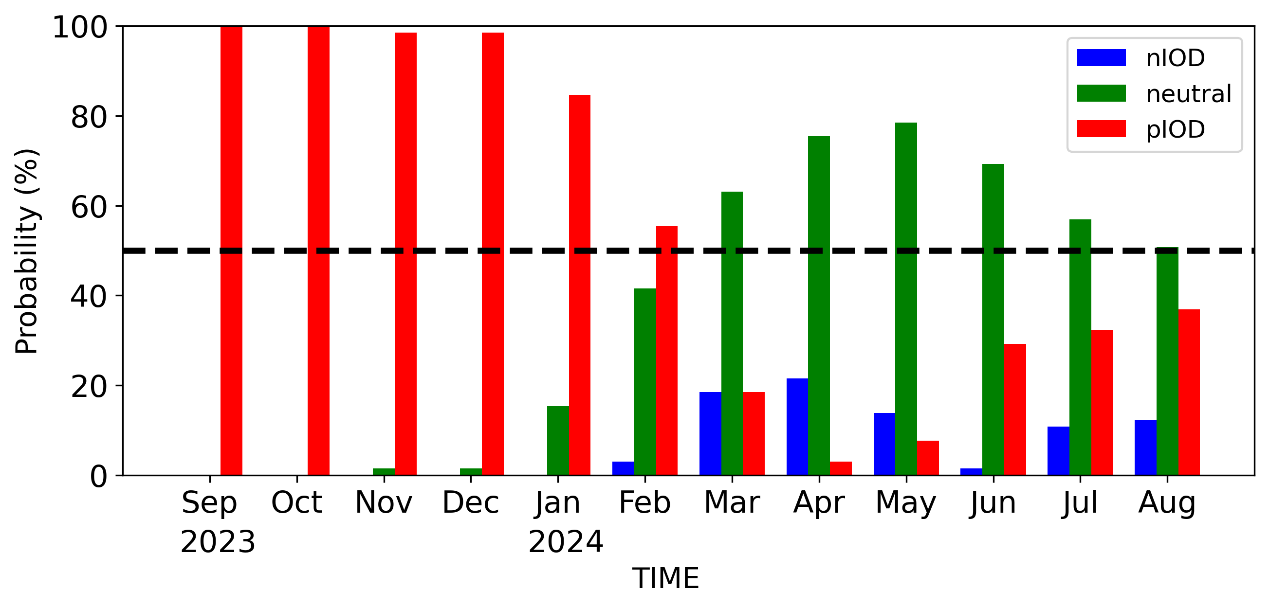 100
80
60
40
20
0
Probability (%)
nIOD
neutral
pIOD
Sep Oct Nov Dec Jan Feb Mar Apr May Jun Jul Aug
2023 2024
TIME